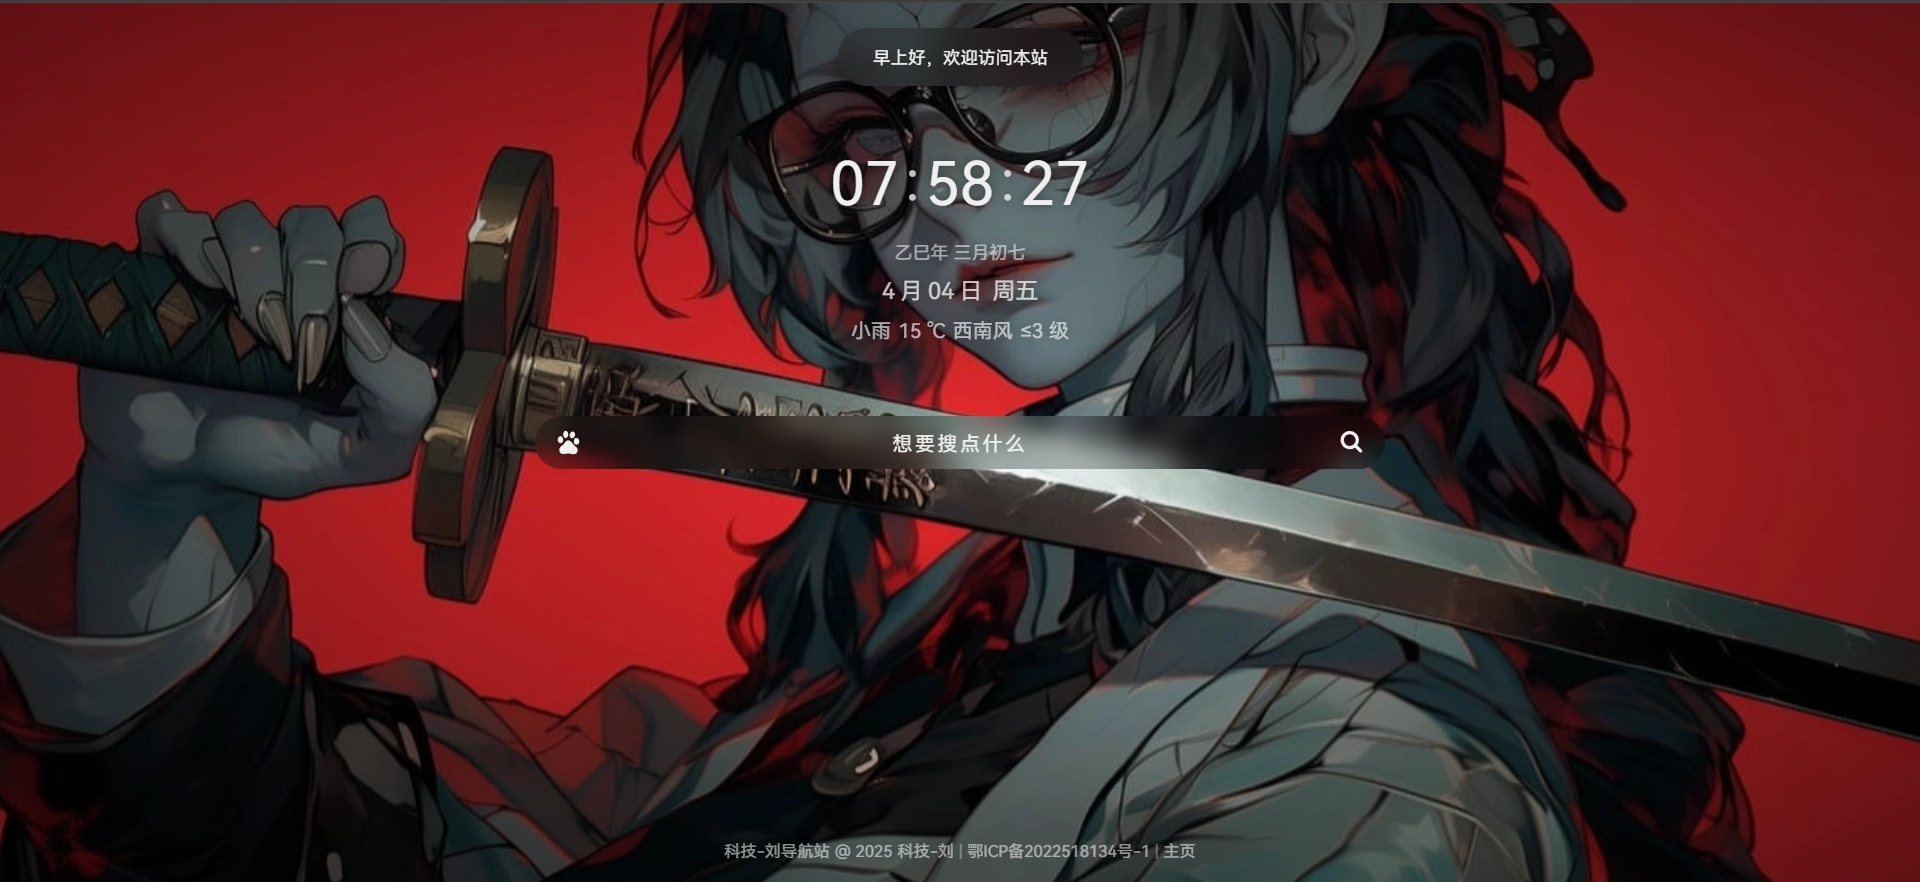 早上好，欢迎访问本站
07:58:27
乙巳年 三月初七
4 月 04 日 周五
小雨 15 ℃ 西南风 ≤3 级
想要搜点什么
科技-刘导航站 @ 2025 科技-刘 | 鄂ICP备2022518134号-1 | 主页